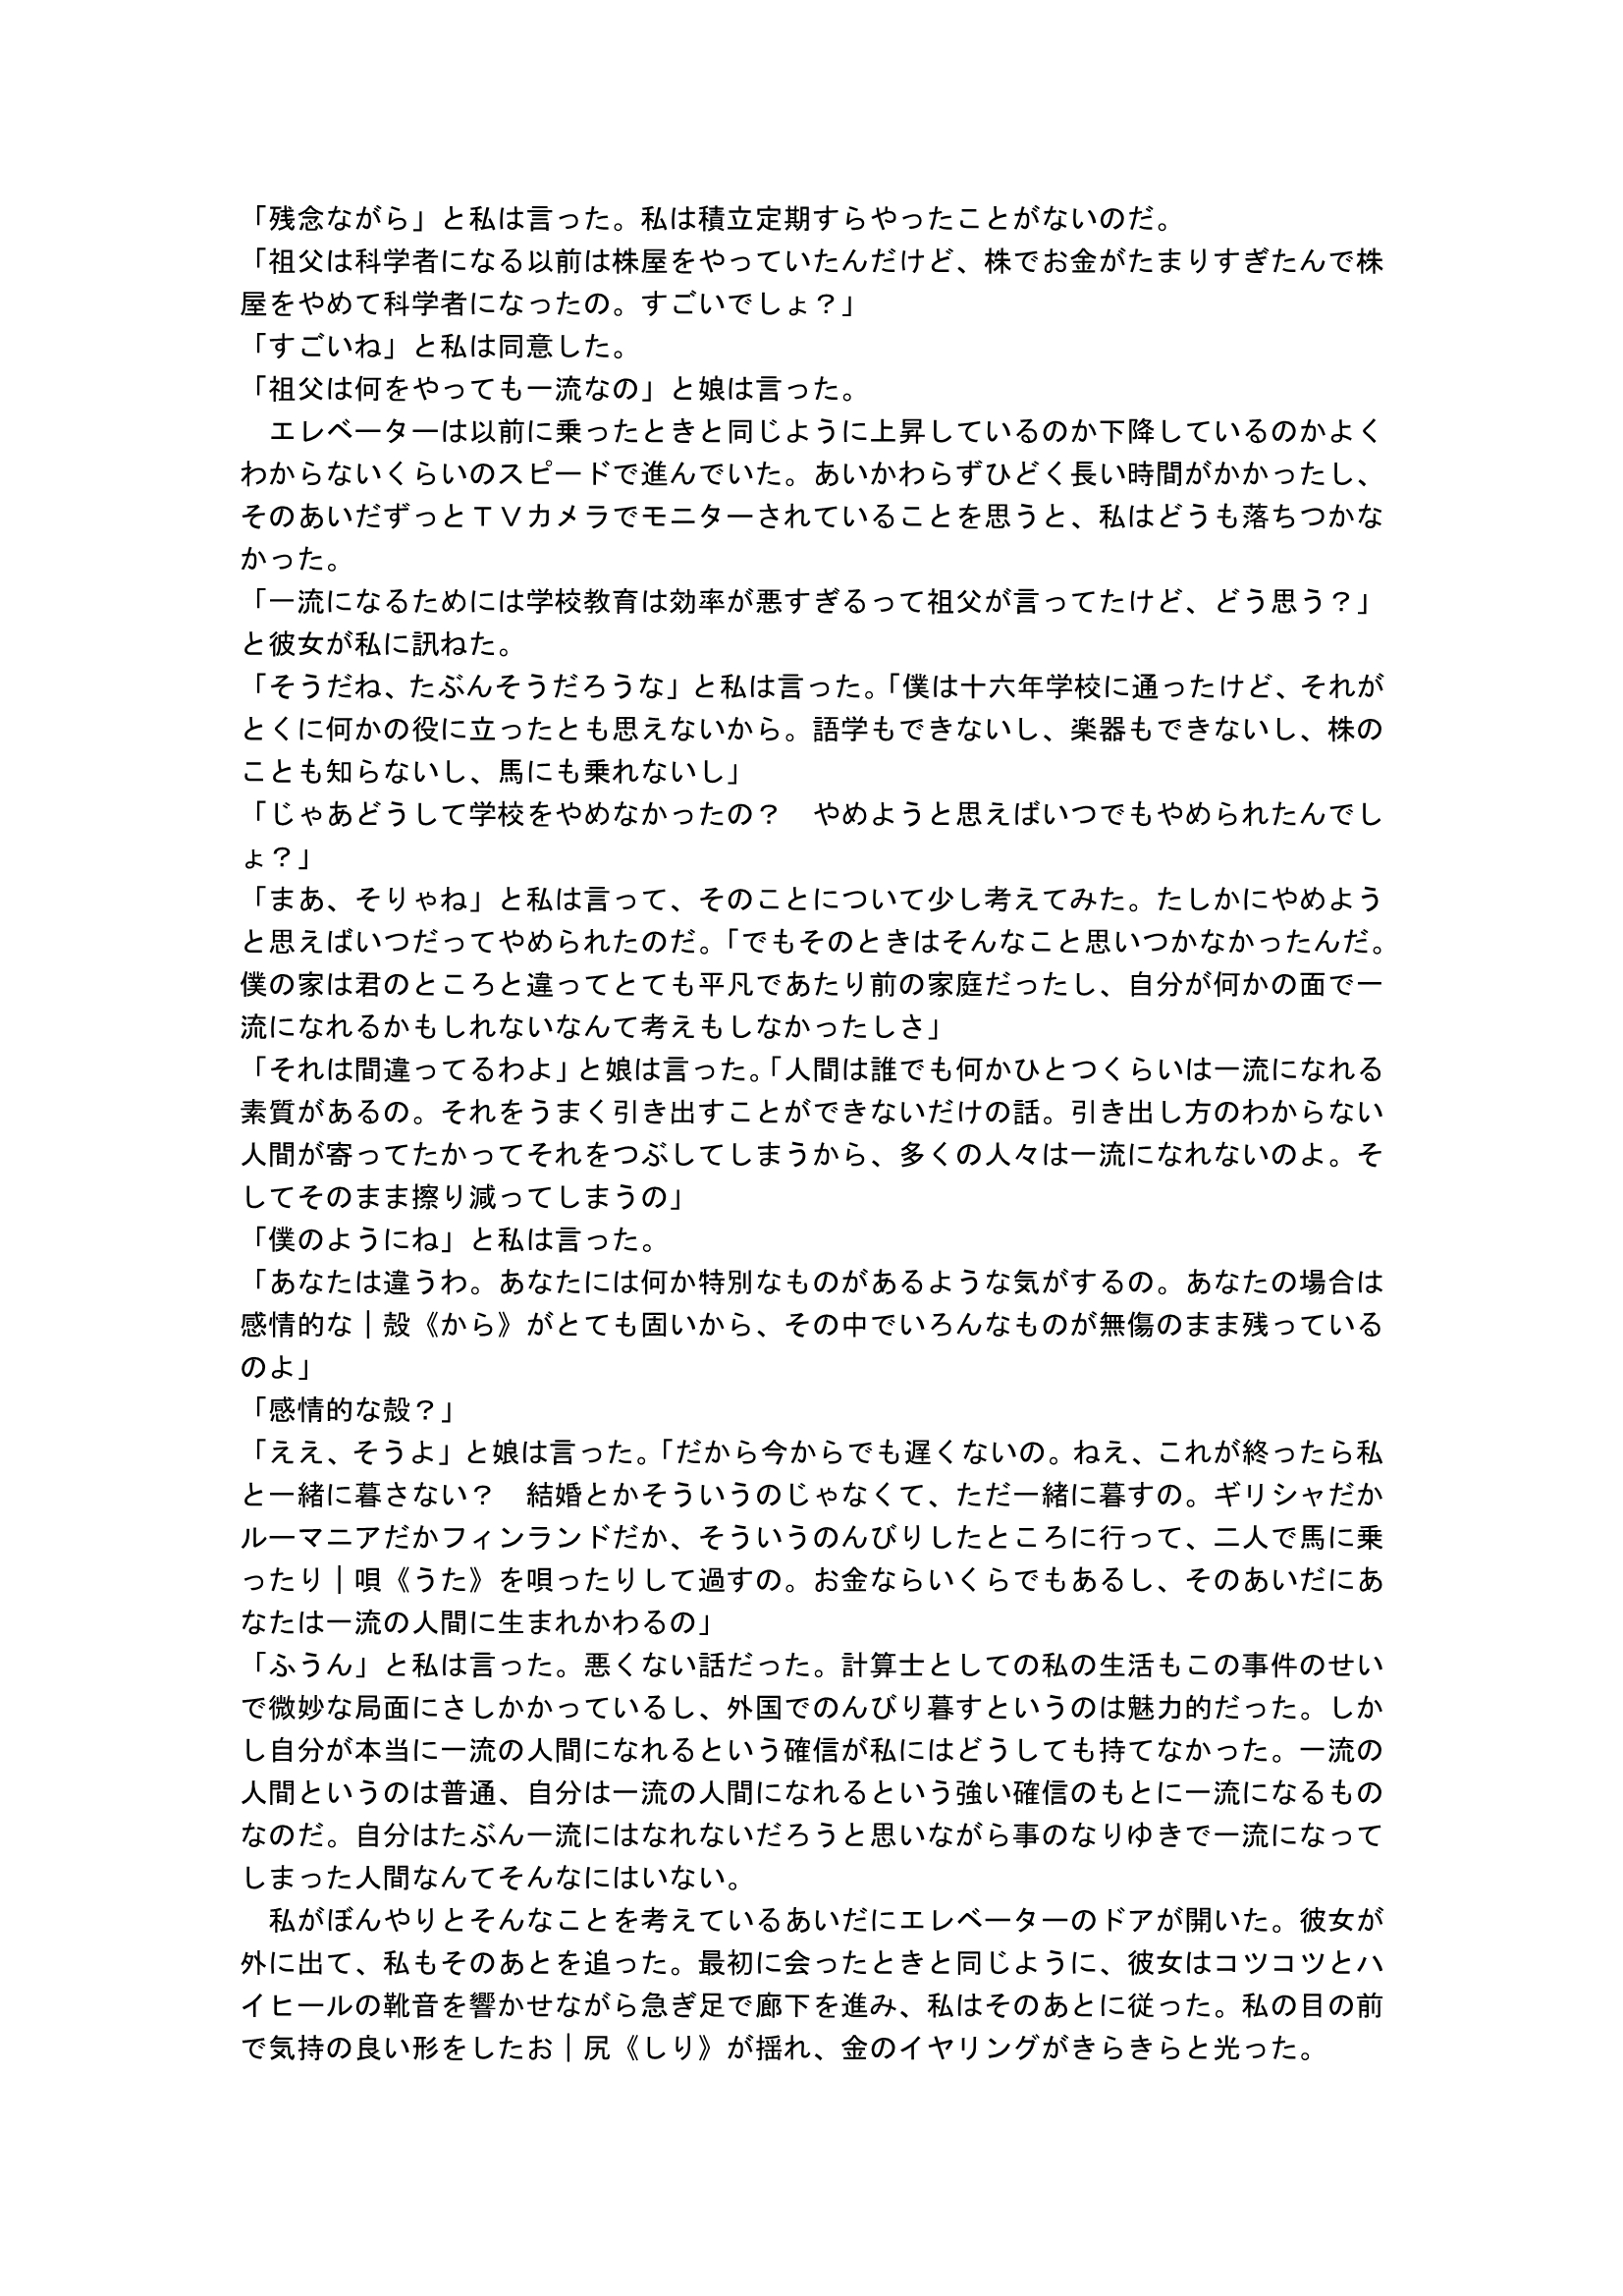 「残念ながら」と私は言った。私は積立定期すらやったことがないのだ。
「祖父は科学者になる以前は株屋をやっていたんだけど、株でお金がたまりすぎたんで株
屋をやめて科学者になったの。すごいでしょ？」
「すごいね」と私は同意した。
「祖父は何をやっても一流なの」と娘は言った。
　エレベーターは以前に乗ったときと同じように上昇しているのか下降しているのかよく
わからないくらいのスピードで進んでいた。あいかわらずひどく長い時間がかかったし、
そのあいだずっとＴＶカメラでモニターされていることを思うと、私はどうも落ちつかな
かった。
「一流になるためには学校教育は効率が悪すぎるって祖父が言ってたけど、どう思う？」
と彼女が私に訊ねた。
「そうだね、たぶんそうだろうな」と私は言った。「僕は十六年学校に通ったけど、それが
とくに何かの役に立ったとも思えないから。語学もできないし、楽器もできないし、株の
ことも知らないし、馬にも乗れないし」
「じゃあどうして学校をやめなかったの？　やめようと思えばいつでもやめられたんでし
ょ？」
「まあ、そりゃね」と私は言って、そのことについて少し考えてみた。たしかにやめよう
と思えばいつだってやめられたのだ。「でもそのときはそんなこと思いつかなかったんだ。
僕の家は君のところと違ってとても平凡であたり前の家庭だったし、自分が何かの面で一
流になれるかもしれないなんて考えもしなかったしさ」
「それは間違ってるわよ」と娘は言った。「人間は誰でも何かひとつくらいは一流になれる
素質があるの。それをうまく引き出すことができないだけの話。引き出し方のわからない
人間が寄ってたかってそれをつぶしてしまうから、多くの人々は一流になれないのよ。そ
してそのまま擦り減ってしまうの」
「僕のようにね」と私は言った。
「あなたは違うわ。あなたには何か特別なものがあるような気がするの。あなたの場合は
感情的な｜殻《から》がとても固いから、その中でいろんなものが無傷のまま残っている
のよ」
「感情的な殻？」
「ええ、そうよ」と娘は言った。「だから今からでも遅くないの。ねえ、これが終ったら私
と一緒に暮さない？　結婚とかそういうのじゃなくて、ただ一緒に暮すの。ギリシャだか
ルーマニアだかフィンランドだか、そういうのんびりしたところに行って、二人で馬に乗
ったり｜唄《うた》を唄ったりして過すの。お金ならいくらでもあるし、そのあいだにあ
なたは一流の人間に生まれかわるの」
「ふうん」と私は言った。悪くない話だった。計算士としての私の生活もこの事件のせい
で微妙な局面にさしかかっているし、外国でのんびり暮すというのは魅力的だった。しか
し自分が本当に一流の人間になれるという確信が私にはどうしても持てなかった。一流の
人間というのは普通、自分は一流の人間になれるという強い確信のもとに一流になるもの
なのだ。自分はたぶん一流にはなれないだろうと思いながら事のなりゆきで一流になって
しまった人間なんてそんなにはいない。
　私がぼんやりとそんなことを考えているあいだにエレベーターのドアが開いた。彼女が
外に出て、私もそのあとを追った。最初に会ったときと同じように、彼女はコツコツとハ
イヒールの靴音を響かせながら急ぎ足で廊下を進み、私はそのあとに従った。私の目の前
で気持の良い形をしたお｜尻《しり》が揺れ、金のイヤリングがきらきらと光った。